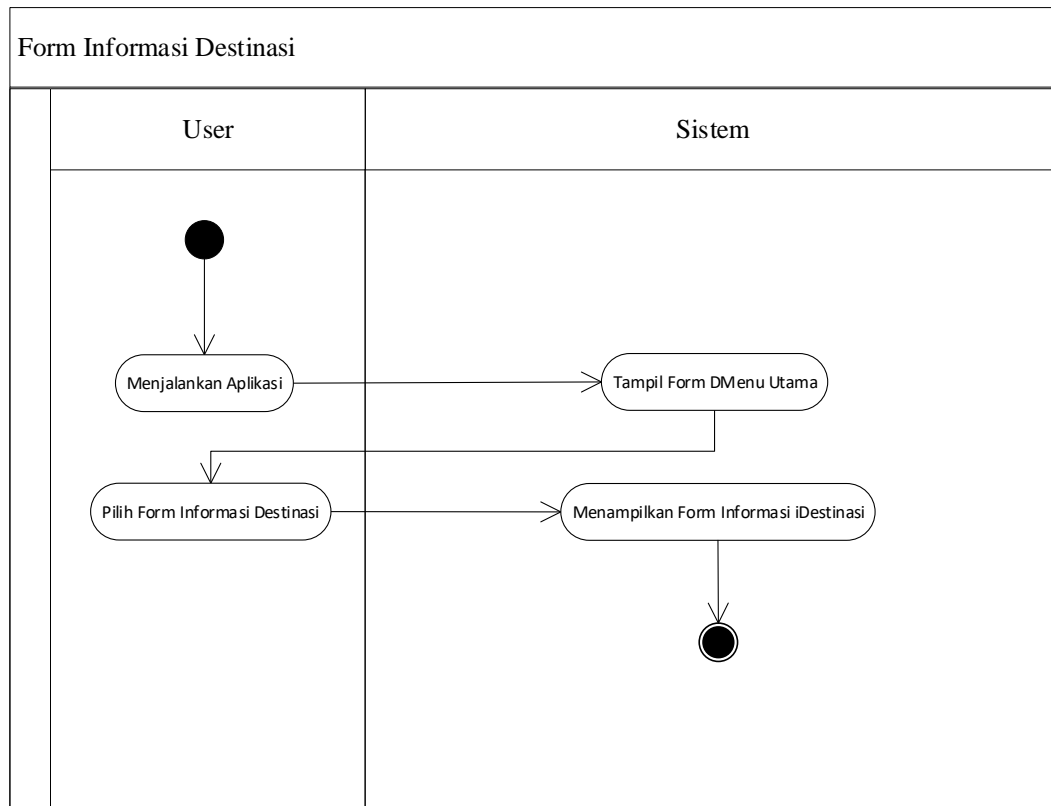 Form Informasi Destinasi
User
Sistem
Menjalankan Aplikasi
Tampil Form DMenu Utama
Pilih Form Informasi Destinasi
Menampilkan Form Informasi iDestinasi